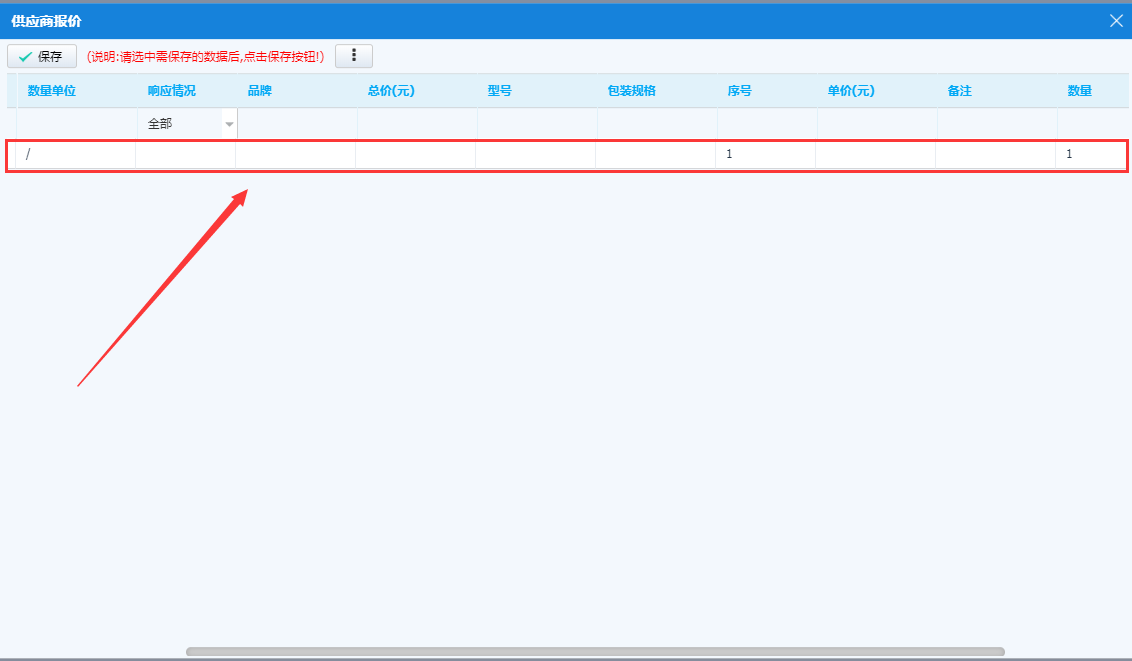 供应商报价
保存 (说明:请选中需保存的数据后,点击保存按钮!)
数量单位 响应情况 品牌 总价(元) 型号 包装规格 序号 单价(元) 备注 数量
全部
/ 1 1